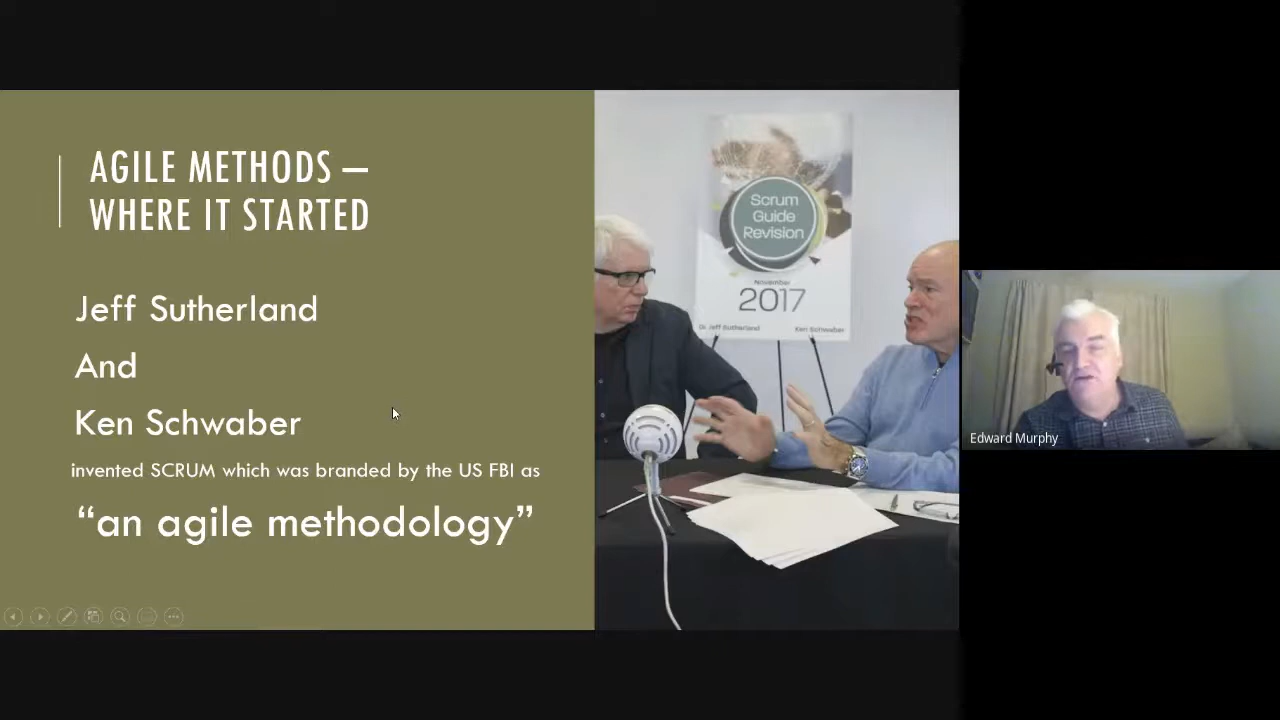 AGILE METHODS –
WHERE IT STARTED
Jeff Sutherland
And
Ken Schwaber
invented SCRUM which was branded by the US FBI as
“an agile methodology”
Scrum
Guide
Revision
November
2017
Dr. Jeff Sutherland
Ken Schwaber
Edward Murphy